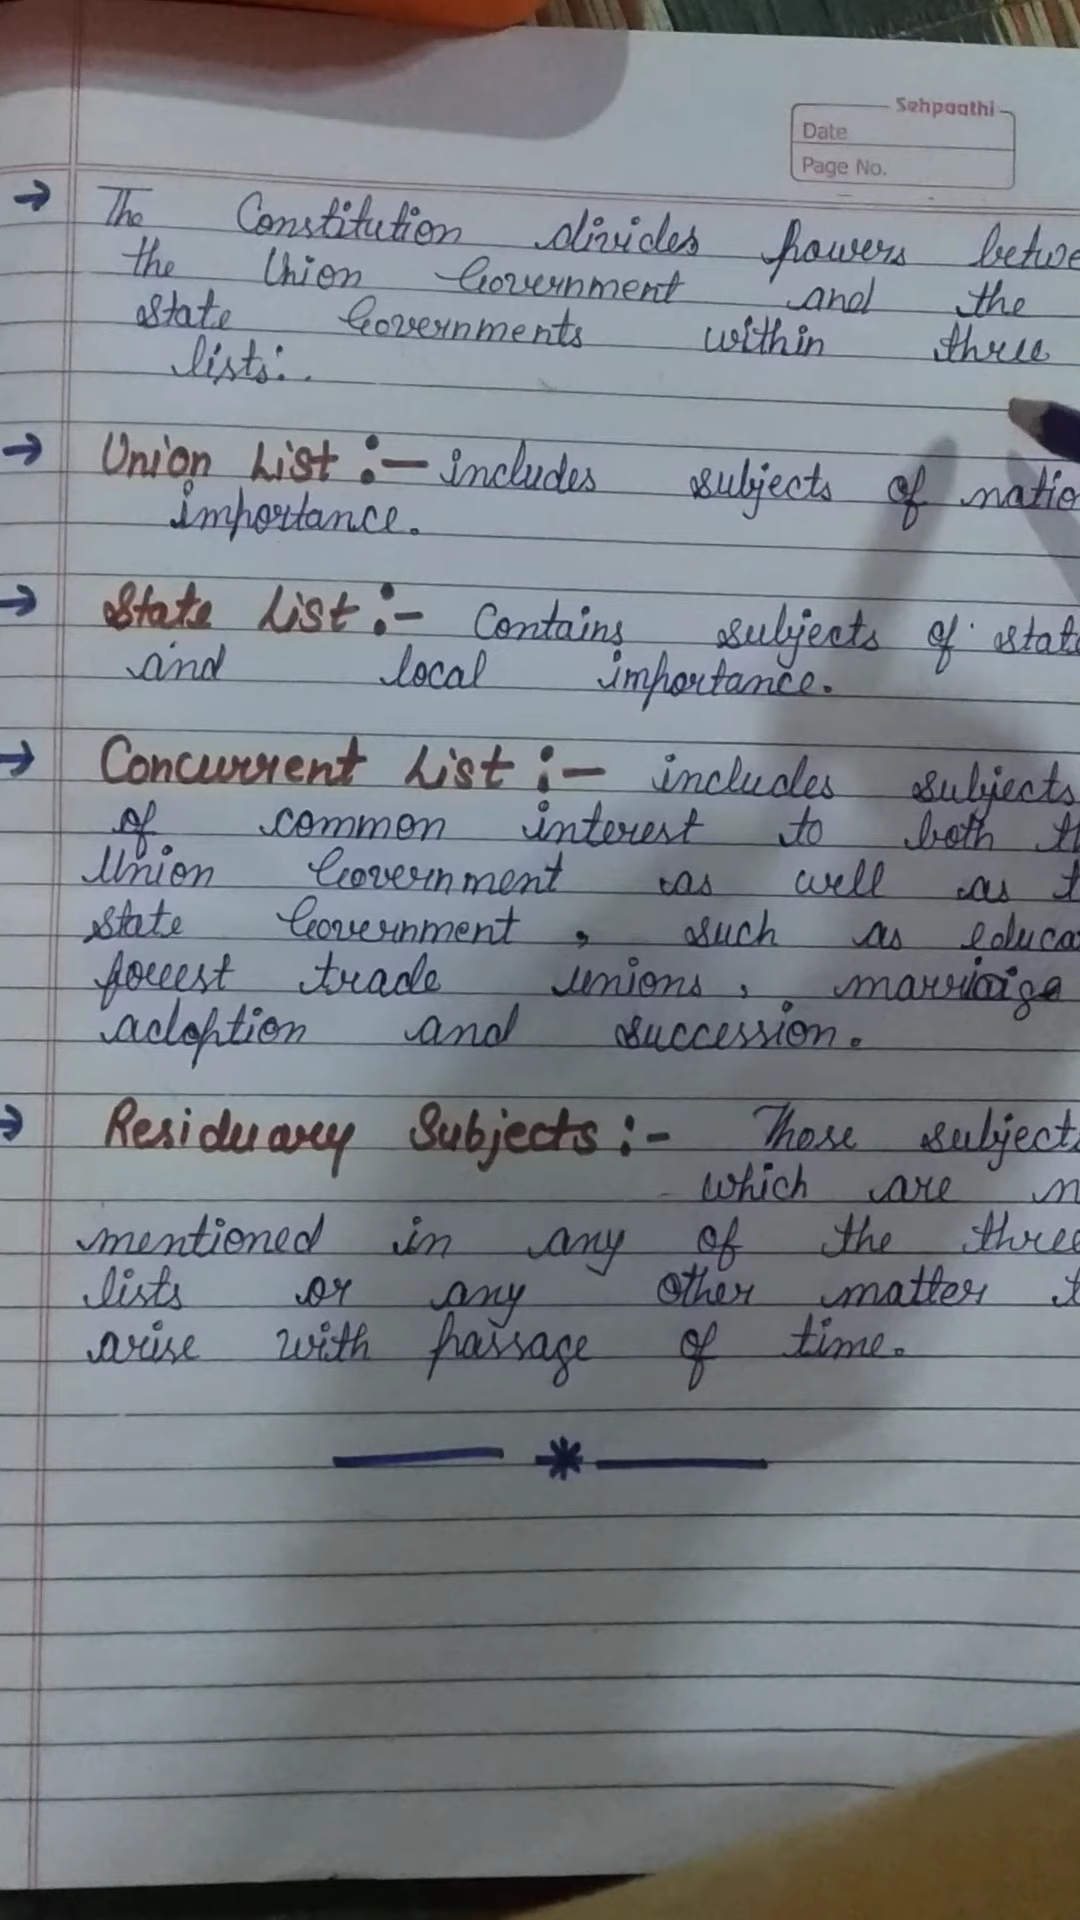 Sehpaathi
Date
Page No.
→ The Constitution divides powers betwe
the Union Government and the
state Governments within three
lists:.
→ Union List :- includes subjects of natio
importance.
→ State List :- Contains subjects of stat
and local importance.
→ Concurrent List :- includes subjects
of common interest to both th
Union Government as well as t
state Government, such as educa
forest trade unions, marriaige
adoption and succession.
→ Residuary Subjects :- Those subjects
which are n
mentioned in any of the three
lists or any other matter t
arise with passage of time.